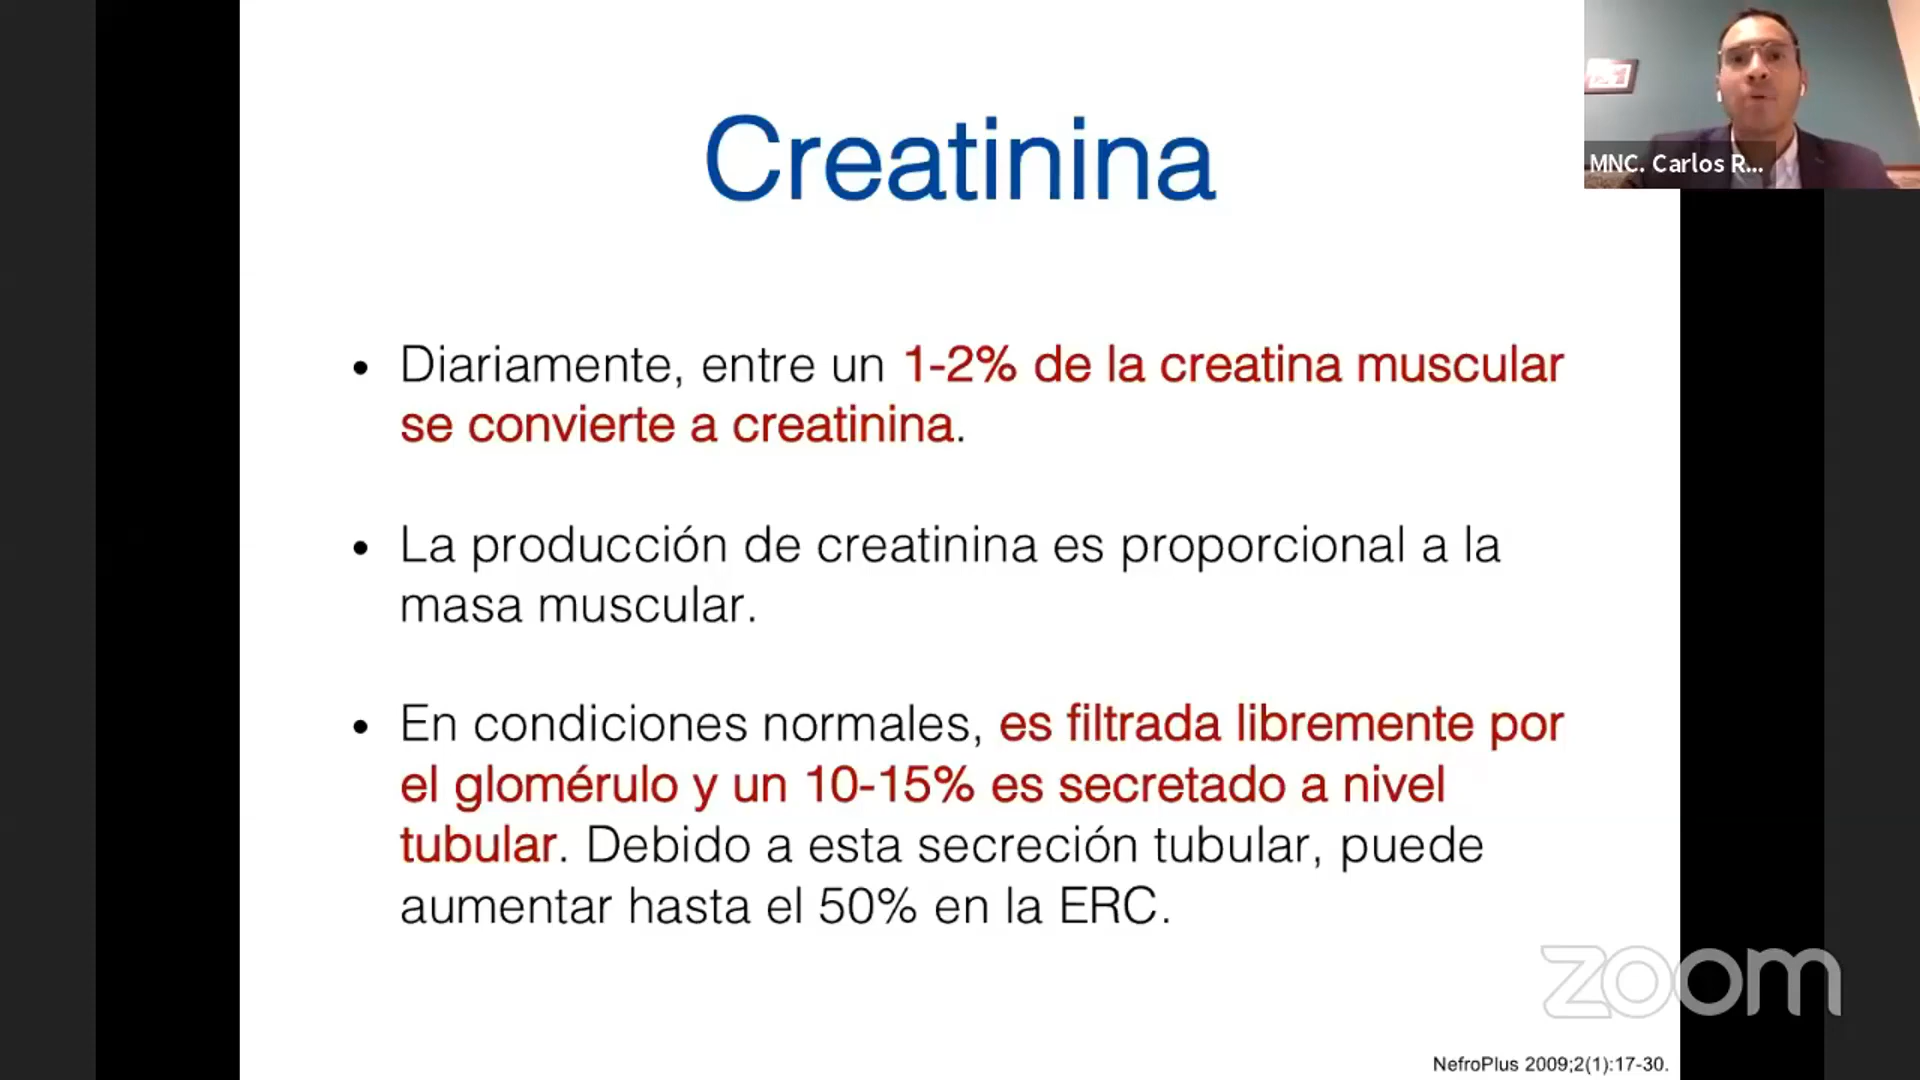 Creatinina
MNC. Carlos R...
• Diariamente, entre un 1-2% de la creatina muscular
se convierte a creatinina.
• La producción de creatinina es proporcional a la
masa muscular.
• En condiciones normales, es filtrada libremente por
el glomérulo y un 10-15% es secretado a nivel
tubular. Debido a esta secreción tubular, puede
aumentar hasta el 50% en la ERC.
zoom
NefroPlus 2009;2(1):17-30.